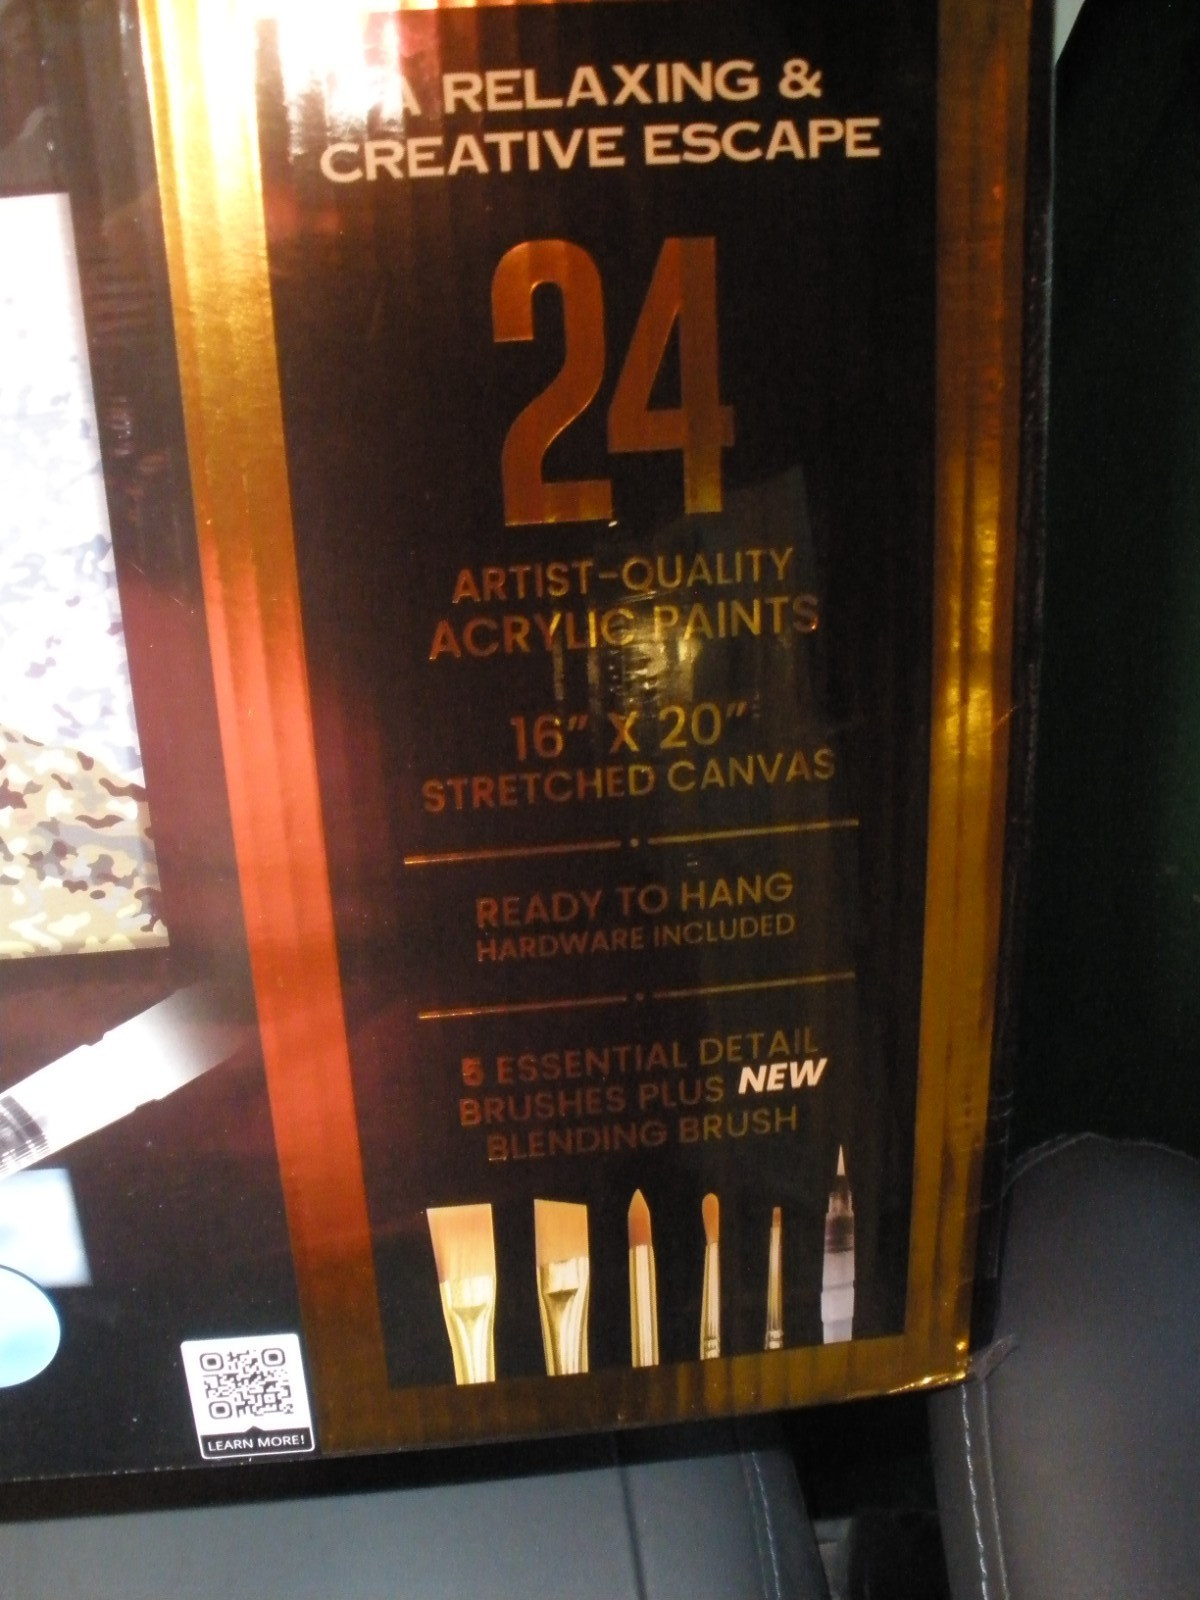 A RELAXING &
CREATIVE ESCAPE
24
ARTIST-QUALITY
ACRYLIC PAINTS
16” X 20”
STRETCHED CANVAS
READY TO HANG
HARDWARE INCLUDED
5 ESSENTIAL DETAIL
BRUSHES PLUS NEW
BLENDING BRUSH
LEARN MORE!